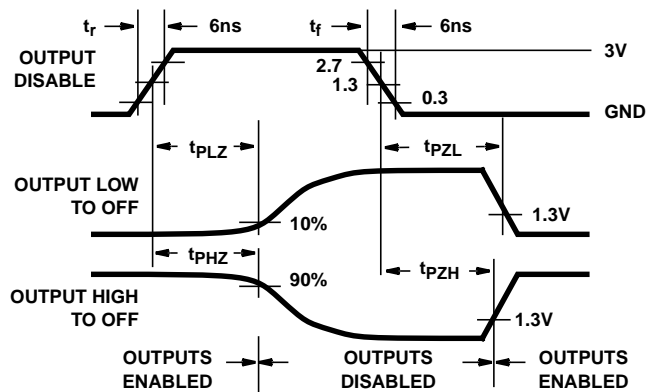 tr 6ns tf 6ns
OUTPUT
DISABLE
2.7
1.3
0.3
3V
GND
tPLZ tPZL
OUTPUT LOW
TO OFF
10%
1.3V
tPHZ tPZH
OUTPUT HIGH
TO OFF
90%
1.3V
OUTPUTS
ENABLED
OUTPUTS
DISABLED
OUTPUTS
ENABLED